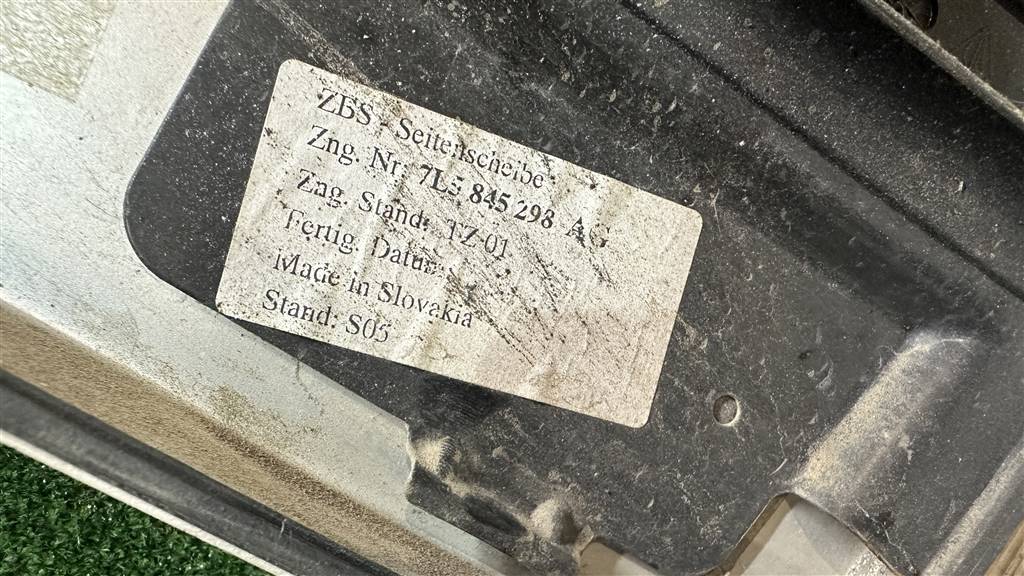 ZBS Seitenscheibe
Zng. Nr. 7L5 845 298 AG
Zng. Stand: TZ 01
Fertig. Datum
Made in Slovakia
Stand: S05